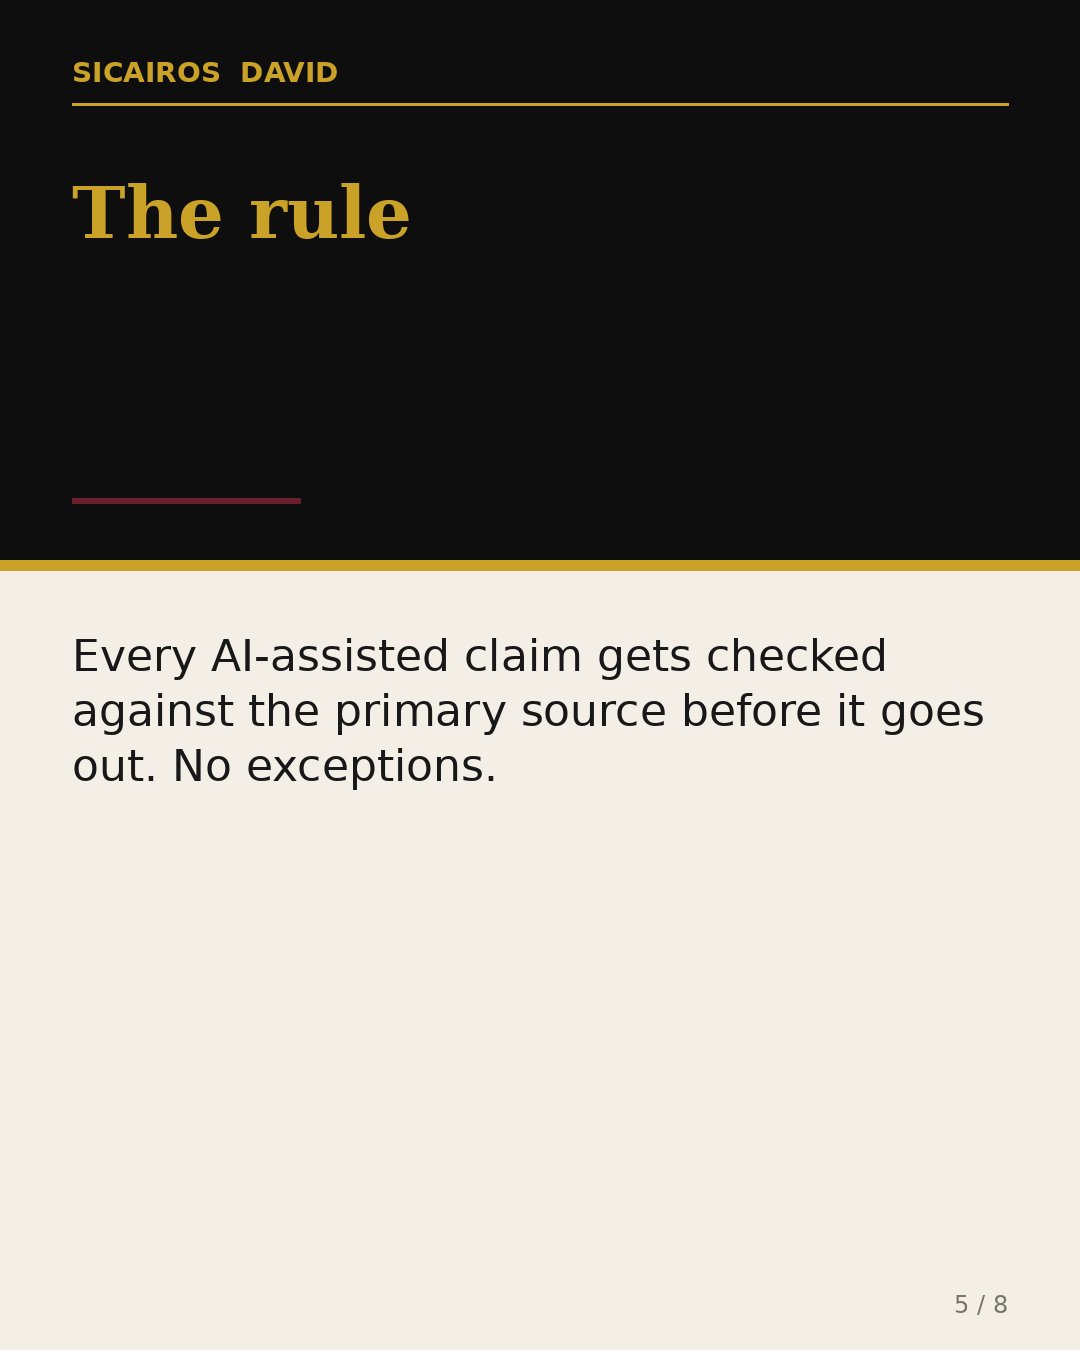 SICAIROS DAVID
The rule
Every AI-assisted claim gets checked
against the primary source before it goes
out. No exceptions.
5 / 8